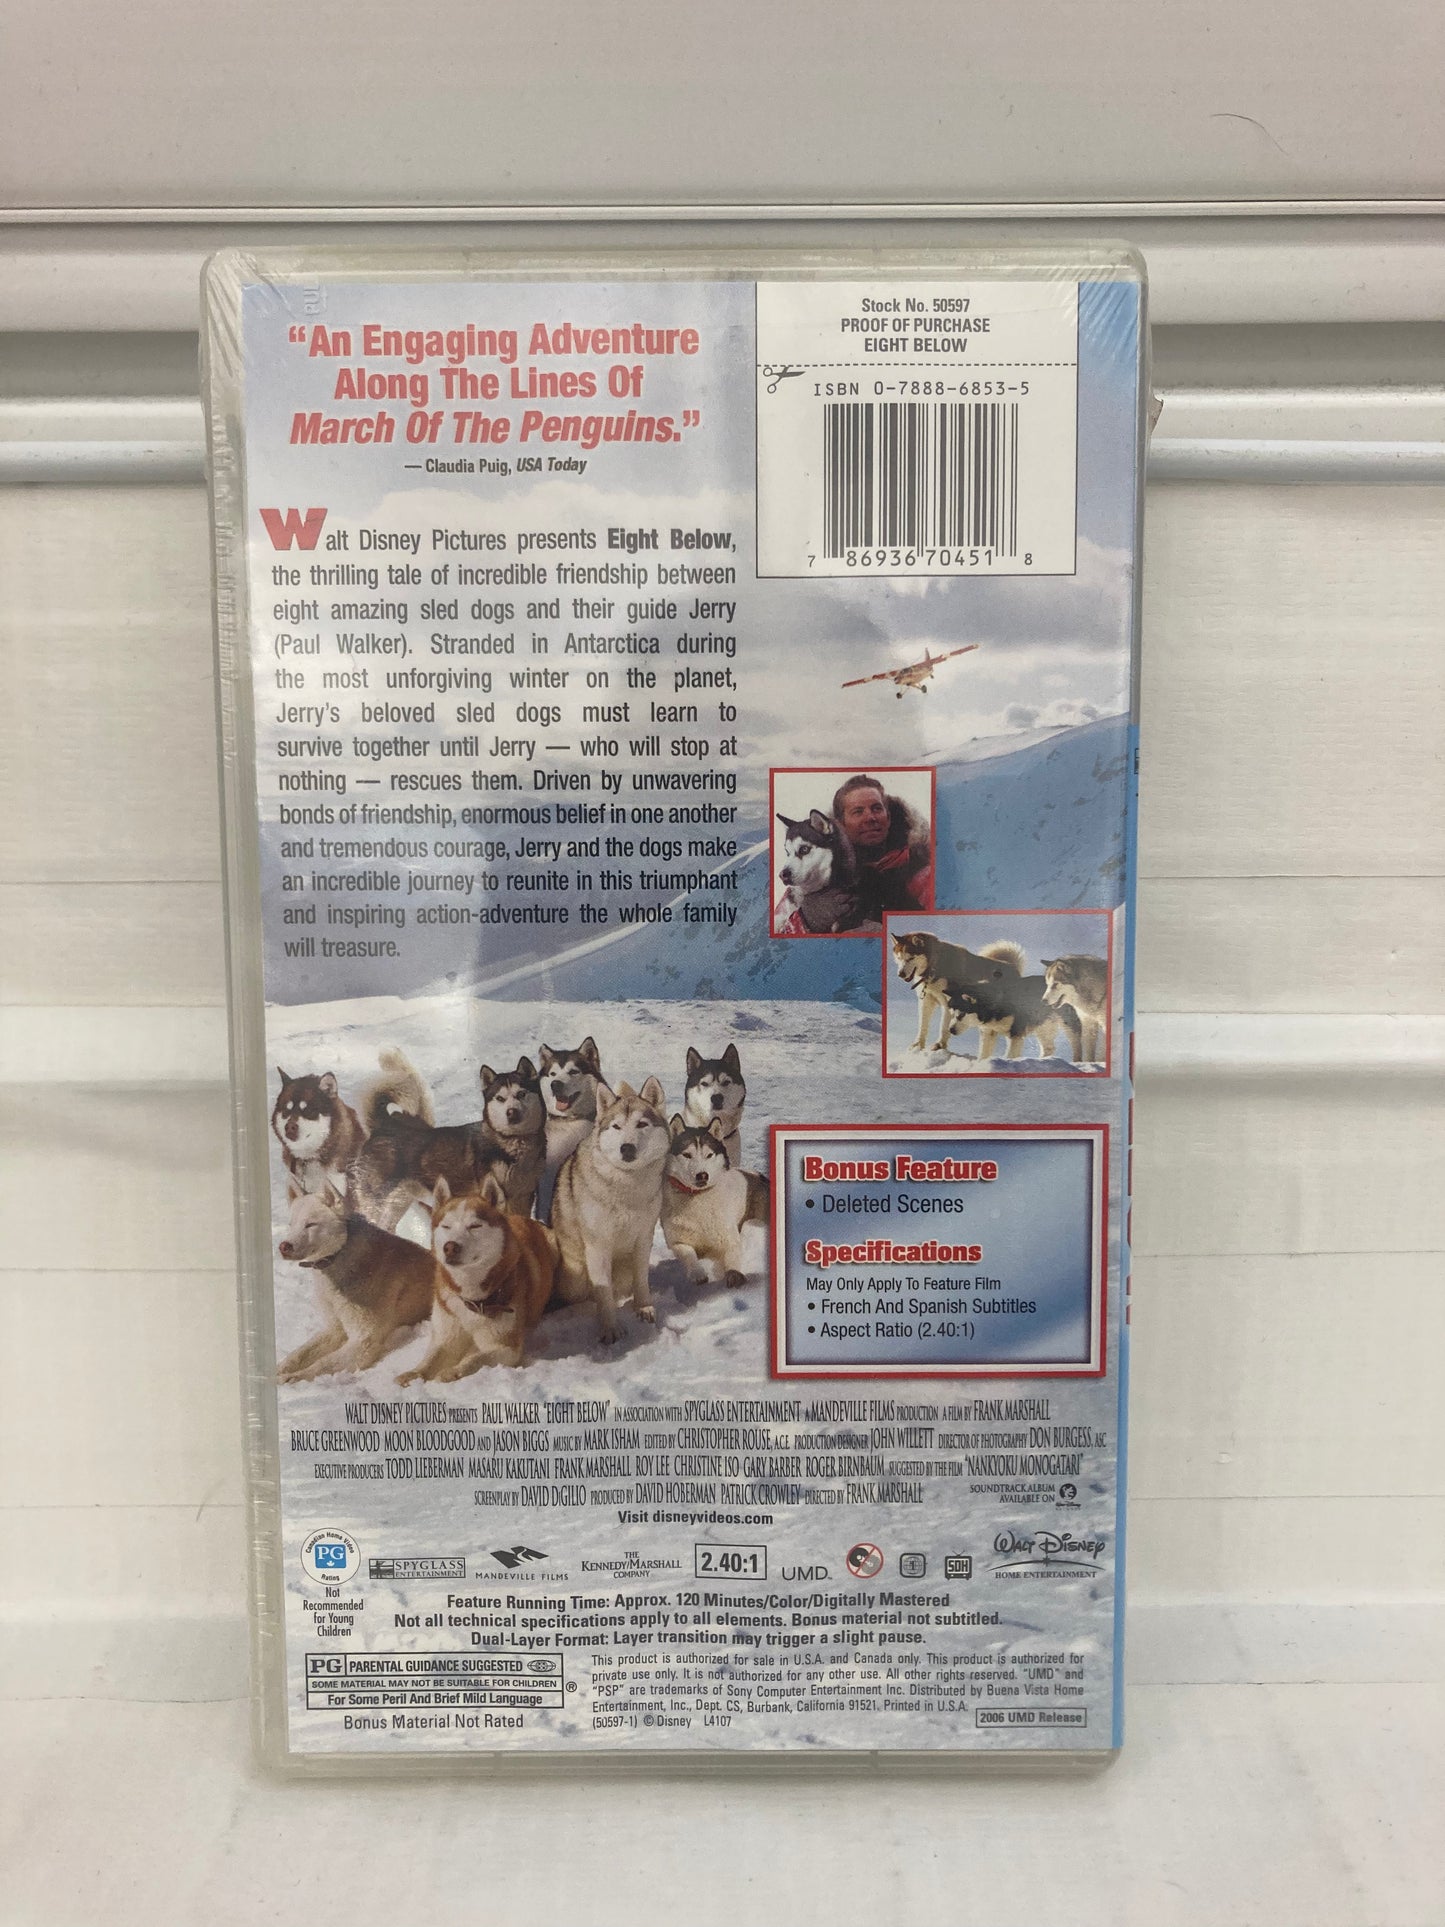 “An Engaging Adventure
Along The Lines Of
March Of The Penguins.”
— Claudia Puig, USA Today
Stock No. 50597
PROOF OF PURCHASE
EIGHT BELOW
ISBN 0-7888-6853-5
7 86936 70451 8
Walt Disney Pictures presents Eight Below,
the thrilling tale of incredible friendship between
eight amazing sled dogs and their guide Jerry
(Paul Walker). Stranded in Antarctica during
the most unforgiving winter on the planet,
Jerry’s beloved sled dogs must learn to
survive together until Jerry — who will stop at
nothing — rescues them. Driven by unwavering
bonds of friendship, enormous belief in one another
and tremendous courage, Jerry and the dogs make
an incredible journey to reunite in this triumphant
and inspiring action-adventure the whole family
will treasure.
Bonus Feature
• Deleted Scenes
Specifications
May Only Apply To Feature Film
• French And Spanish Subtitles
• Aspect Ratio (2.40:1)
WALT DISNEY PICTURES PRESENTS PAUL WALKER "EIGHT BELOW" IN ASSOCIATION WITH SPYGLASS ENTERTAINMENT A MANDEVILLE FILMS PRODUCTION A FILM BY FRANK MARSHALL
BRUCE GREENWOOD MOON BLOODGOOD AND JASON BIGGS MUSIC BY MARK ISHAM EDITED BY CHRISTOPHER ROUSE, A.C.E. PRODUCTION DESIGNER JOHN WILLETT DIRECTOR OF PHOTOGRAPHY DON BURGESS, ASC
EXECUTIVE PRODUCERS TODD LIEBERMAN MASARU KAKUTANI FRANK MARSHALL ROY LEE CHRISTINE ISO GARY BARBER ROGER BIRNBAUM SUGGESTED BY THE FILM "NANKYOKU MONOGATARI"
SCREENPLAY BY DAVID DiGILIO PRODUCED BY DAVID HOBERMAN PATRICK CROWLEY DIRECTED BY FRANK MARSHALL
SOUNDTRACK ALBUM
AVAILABLE ON
Visit disneyvideos.com
Canadian Home Video
PG
Rating
Not
Recommended
for Young
Children
SPYGLASS
ENTERTAINMENT
MANDEVILLE FILMS
THE
KENNEDY/MARSHALL
COMPANY
2.40:1
UMD
SDH
WALT DISNEY
HOME ENTERTAINMENT
Feature Running Time: Approx. 120 Minutes/Color/Digitally Mastered
Not all technical specifications apply to all elements. Bonus material not subtitled.
Dual-Layer Format: Layer transition may trigger a slight pause.
PG PARENTAL GUIDANCE SUGGESTED
SOME MATERIAL MAY NOT BE SUITABLE FOR CHILDREN ®
For Some Peril And Brief Mild Language
Bonus Material Not Rated
This product is authorized for sale in U.S.A. and Canada only. This product is authorized for
private use only. It is not authorized for any other use. All other rights reserved. "UMD" and
"PSP" are trademarks of Sony Computer Entertainment Inc. Distributed by Buena Vista Home
Entertainment, Inc., Dept. CS, Burbank, California 91521. Printed in U.S.A.
(50597-1) © Disney L4107
2006 UMD Release